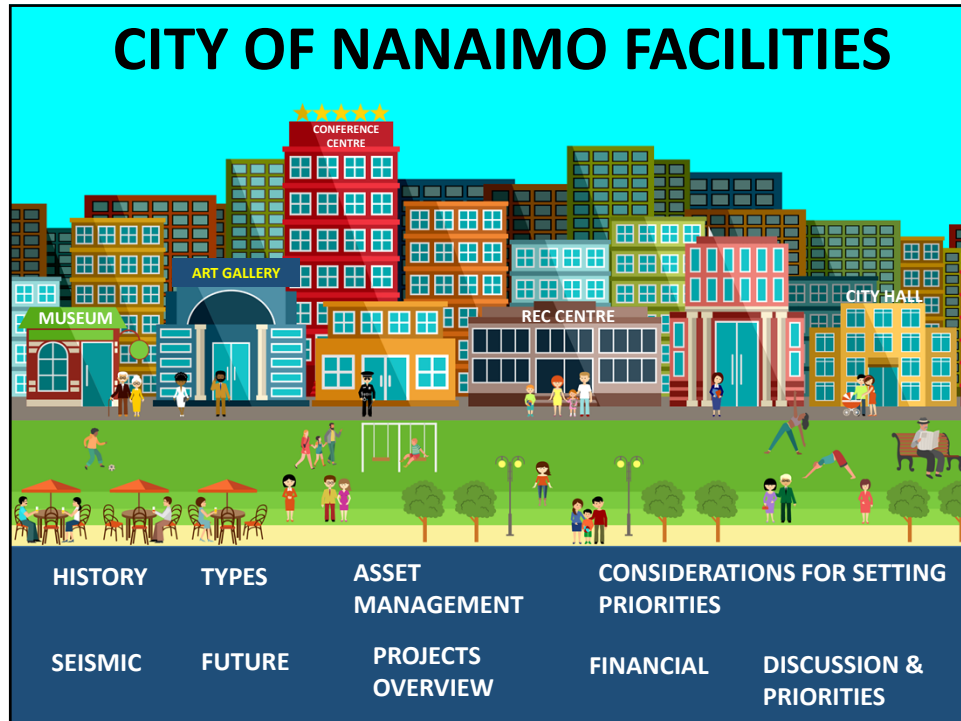 CITY OF NANAIMO FACILITIES
CONFERENCE
CENTRE
ART GALLERY
MUSEUM
REC CENTRE
CITY HALL
HISTORY
TYPES
ASSET
MANAGEMENT
CONSIDERATIONS FOR SETTING
PRIORITIES
SEISMIC
FUTURE
PROJECTS
OVERVIEW
FINANCIAL
DISCUSSION &
PRIORITIES